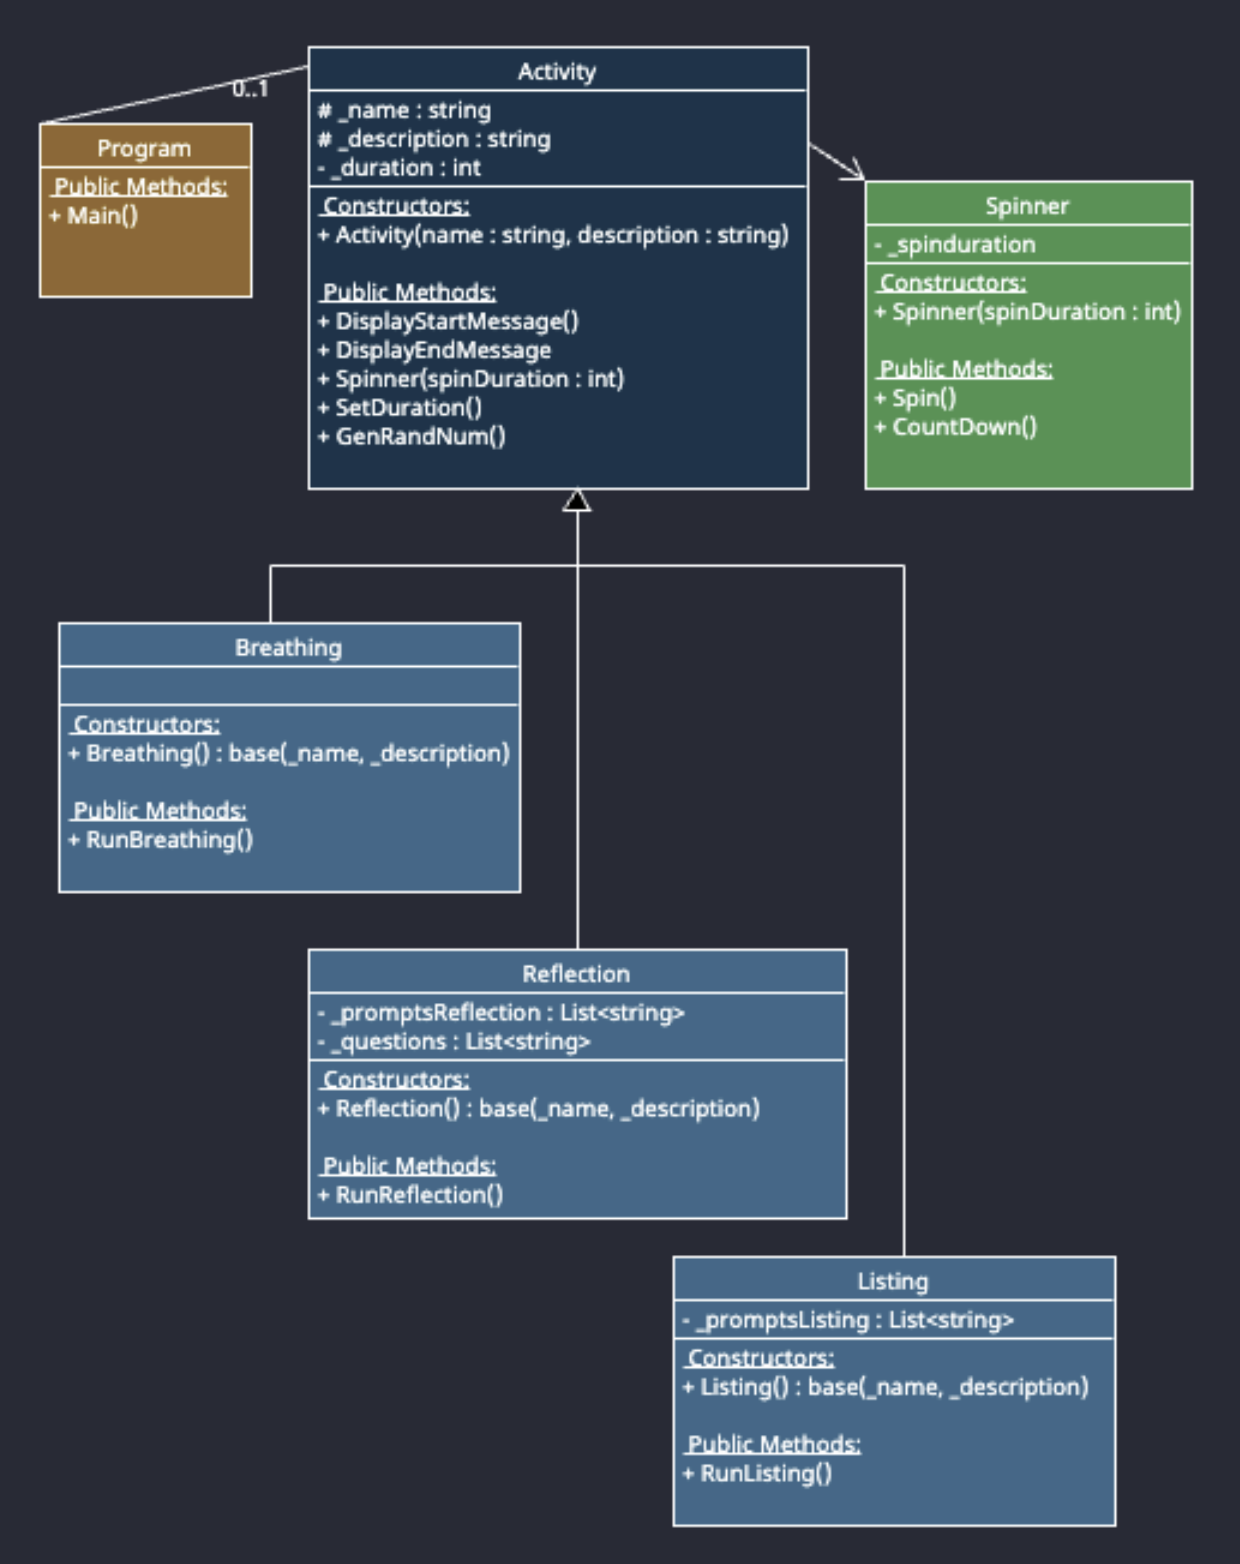 Activity
# _name : string
# _description : string
- _duration : int
Constructors:
+ Activity(name : string, description : string)
Public Methods:
+ DisplayStartMessage()
+ DisplayEndMessage
+ Spinner(spinDuration : int)
+ SetDuration()
+ GenRandNum()
0..1
Program
Public Methods:
+ Main()
Spinner
- _spinduration
Constructors:
+ Spinner(spinDuration : int)
Public Methods:
+ Spin()
+ CountDown()
Breathing
Constructors:
+ Breathing() : base(_name, _description)
Public Methods:
+ RunBreathing()
Reflection
- _promptsReflection : List<string>
- _questions : List<string>
Constructors:
+ Reflection() : base(_name, _description)
Public Methods:
+ RunReflection()
Listing
- _promptsListing : List<string>
Constructors:
+ Listing() : base(_name, _description)
Public Methods:
+ RunListing()